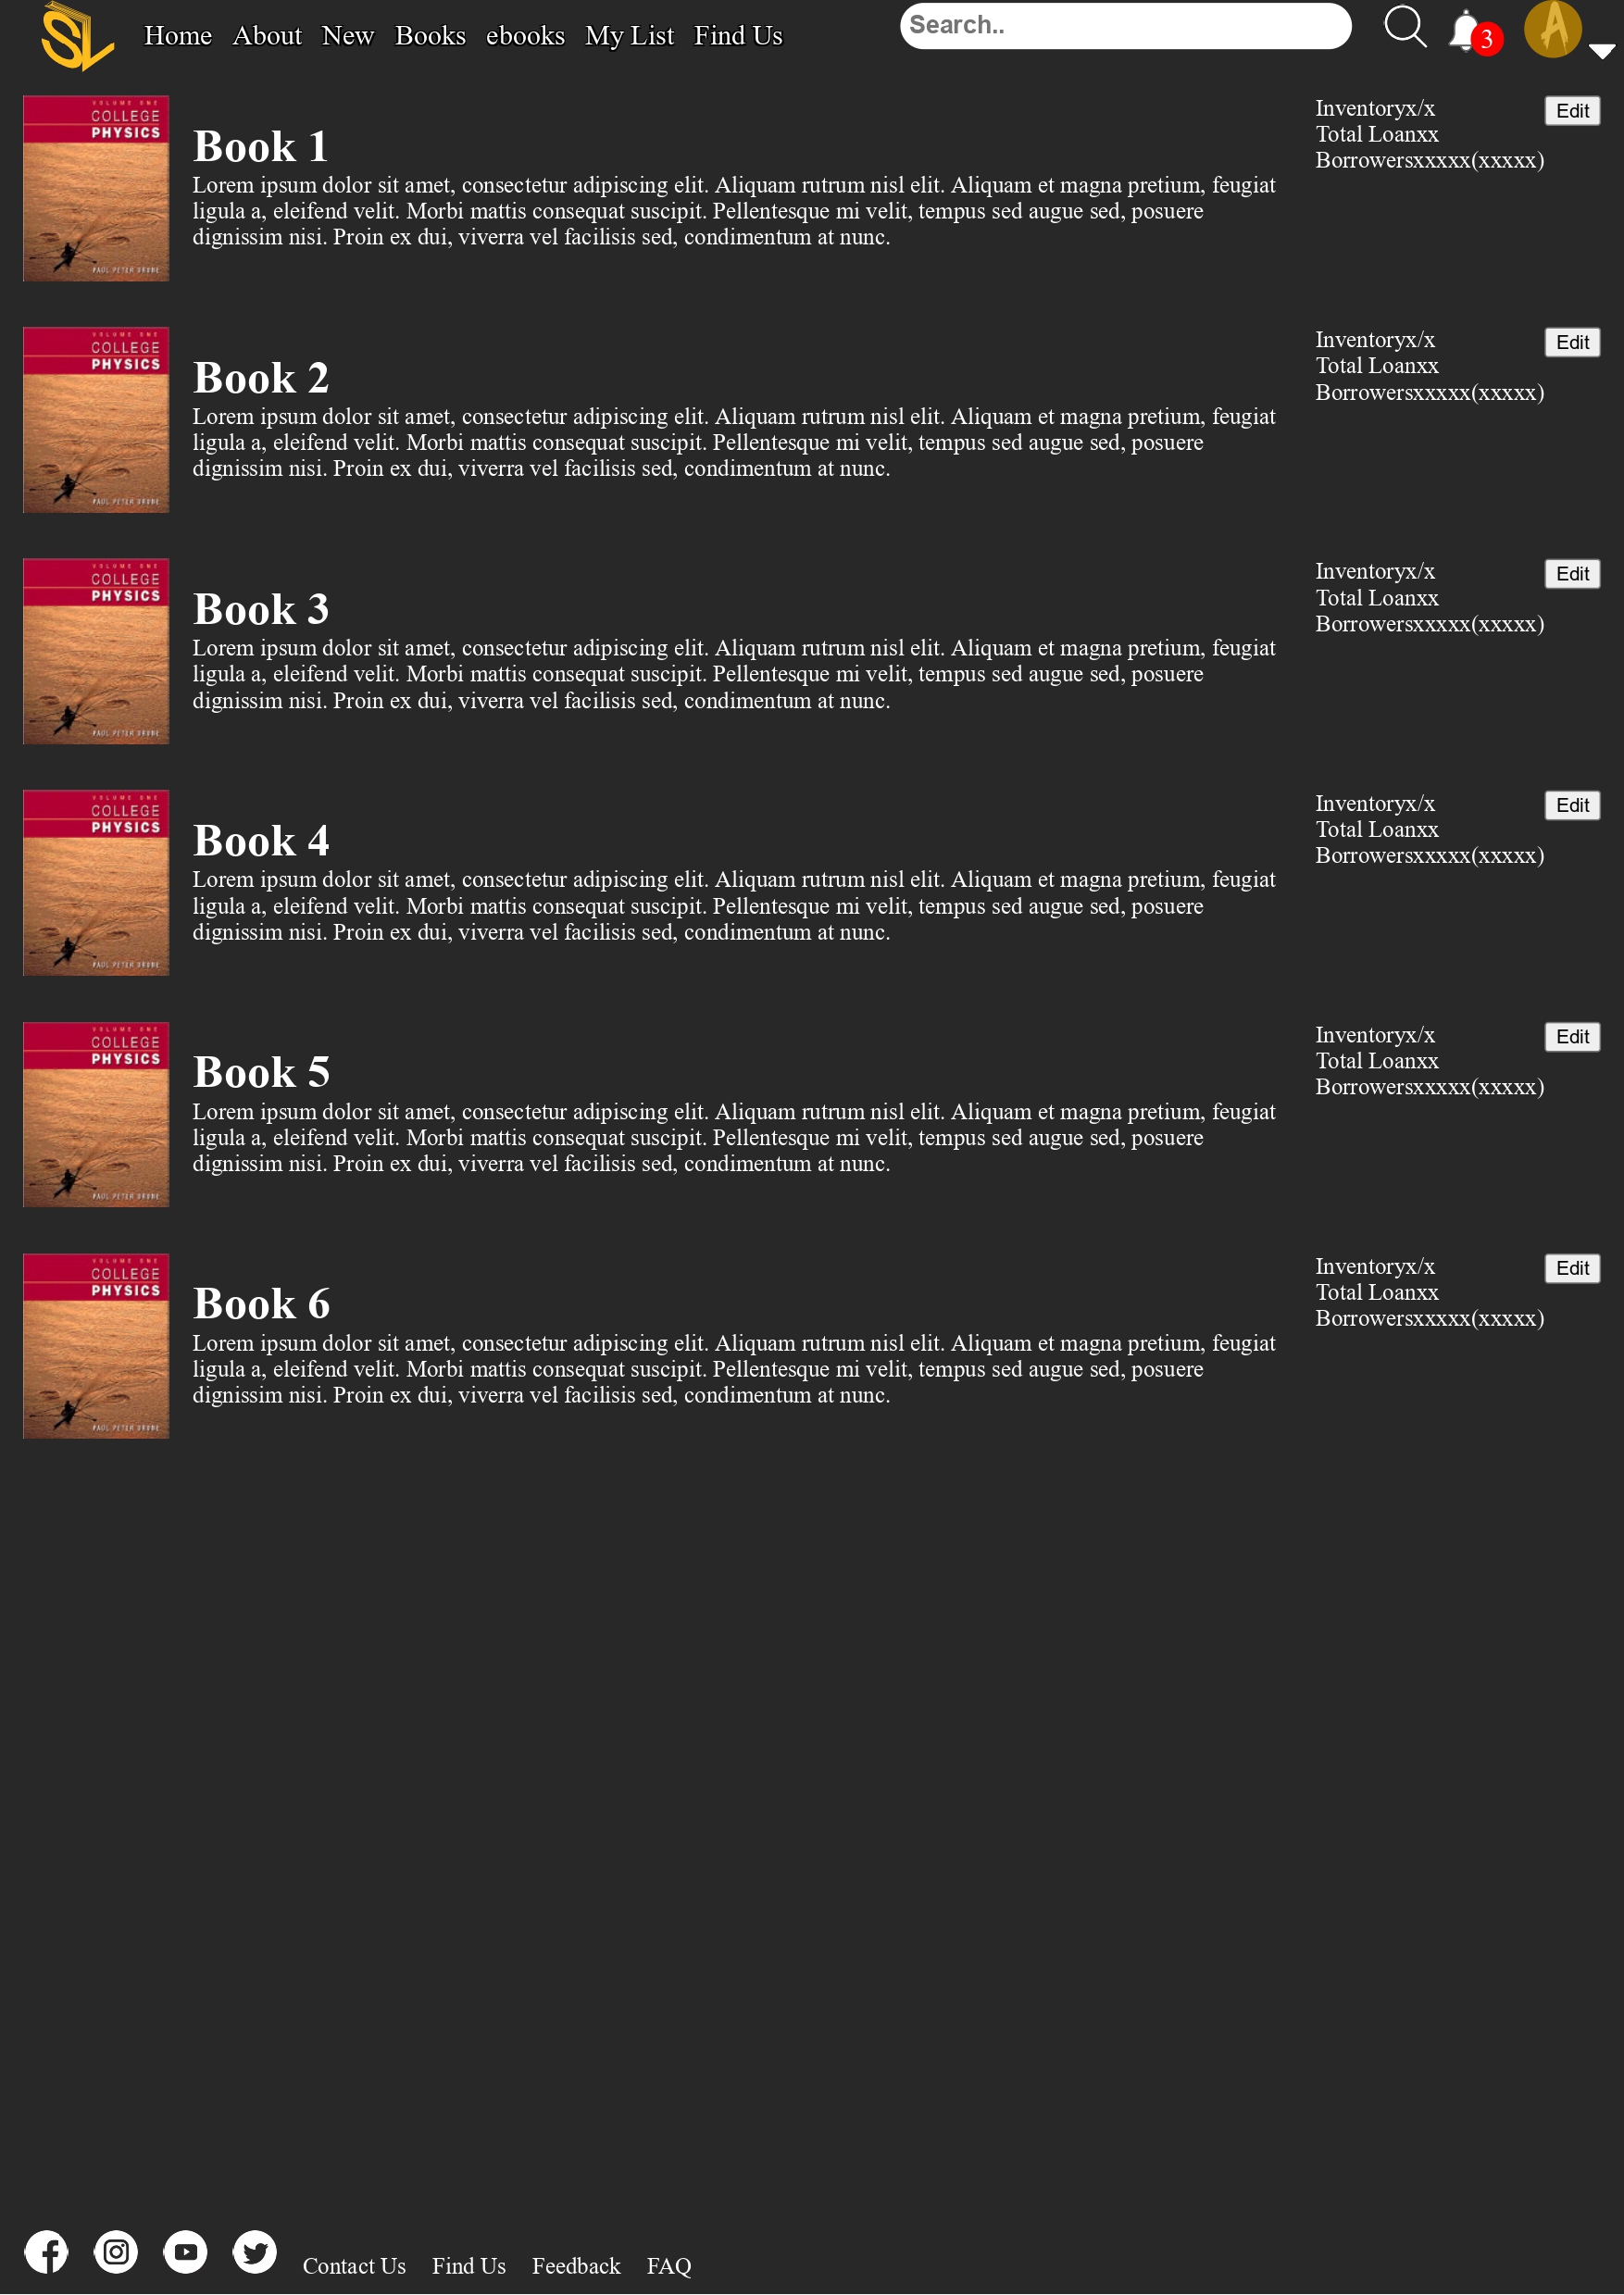 SL Home About New Books ebooks My List Find Us Search.. 3 A
VOLUME ONE
COLLEGE
PHYSICS
PAUL PETER URONE
Book 1
Lorem ipsum dolor sit amet, consectetur adipiscing elit. Aliquam rutrum nisl elit. Aliquam et magna pretium, feugiat
ligula a, eleifend velit. Morbi mattis consequat suscipit. Pellentesque mi velit, tempus sed augue sed, posuere
dignissim nisi. Proin ex dui, viverra vel facilisis sed, condimentum at nunc.
Inventoryx/x
Total Loanxx
Borrowersxxxxx(xxxxx)
Edit
VOLUME ONE
COLLEGE
PHYSICS
PAUL PETER URONE
Book 2
Lorem ipsum dolor sit amet, consectetur adipiscing elit. Aliquam rutrum nisl elit. Aliquam et magna pretium, feugiat
ligula a, eleifend velit. Morbi mattis consequat suscipit. Pellentesque mi velit, tempus sed augue sed, posuere
dignissim nisi. Proin ex dui, viverra vel facilisis sed, condimentum at nunc.
Inventoryx/x
Total Loanxx
Borrowersxxxxx(xxxxx)
Edit
VOLUME ONE
COLLEGE
PHYSICS
PAUL PETER URONE
Book 3
Lorem ipsum dolor sit amet, consectetur adipiscing elit. Aliquam rutrum nisl elit. Aliquam et magna pretium, feugiat
ligula a, eleifend velit. Morbi mattis consequat suscipit. Pellentesque mi velit, tempus sed augue sed, posuere
dignissim nisi. Proin ex dui, viverra vel facilisis sed, condimentum at nunc.
Inventoryx/x
Total Loanxx
Borrowersxxxxx(xxxxx)
Edit
VOLUME ONE
COLLEGE
PHYSICS
PAUL PETER URONE
Book 4
Lorem ipsum dolor sit amet, consectetur adipiscing elit. Aliquam rutrum nisl elit. Aliquam et magna pretium, feugiat
ligula a, eleifend velit. Morbi mattis consequat suscipit. Pellentesque mi velit, tempus sed augue sed, posuere
dignissim nisi. Proin ex dui, viverra vel facilisis sed, condimentum at nunc.
Inventoryx/x
Total Loanxx
Borrowersxxxxx(xxxxx)
Edit
VOLUME ONE
COLLEGE
PHYSICS
PAUL PETER URONE
Book 5
Lorem ipsum dolor sit amet, consectetur adipiscing elit. Aliquam rutrum nisl elit. Aliquam et magna pretium, feugiat
ligula a, eleifend velit. Morbi mattis consequat suscipit. Pellentesque mi velit, tempus sed augue sed, posuere
dignissim nisi. Proin ex dui, viverra vel facilisis sed, condimentum at nunc.
Inventoryx/x
Total Loanxx
Borrowersxxxxx(xxxxx)
Edit
VOLUME ONE
COLLEGE
PHYSICS
PAUL PETER URONE
Book 6
Lorem ipsum dolor sit amet, consectetur adipiscing elit. Aliquam rutrum nisl elit. Aliquam et magna pretium, feugiat
ligula a, eleifend velit. Morbi mattis consequat suscipit. Pellentesque mi velit, tempus sed augue sed, posuere
dignissim nisi. Proin ex dui, viverra vel facilisis sed, condimentum at nunc.
Inventoryx/x
Total Loanxx
Borrowersxxxxx(xxxxx)
Edit
Contact Us Find Us Feedback FAQ